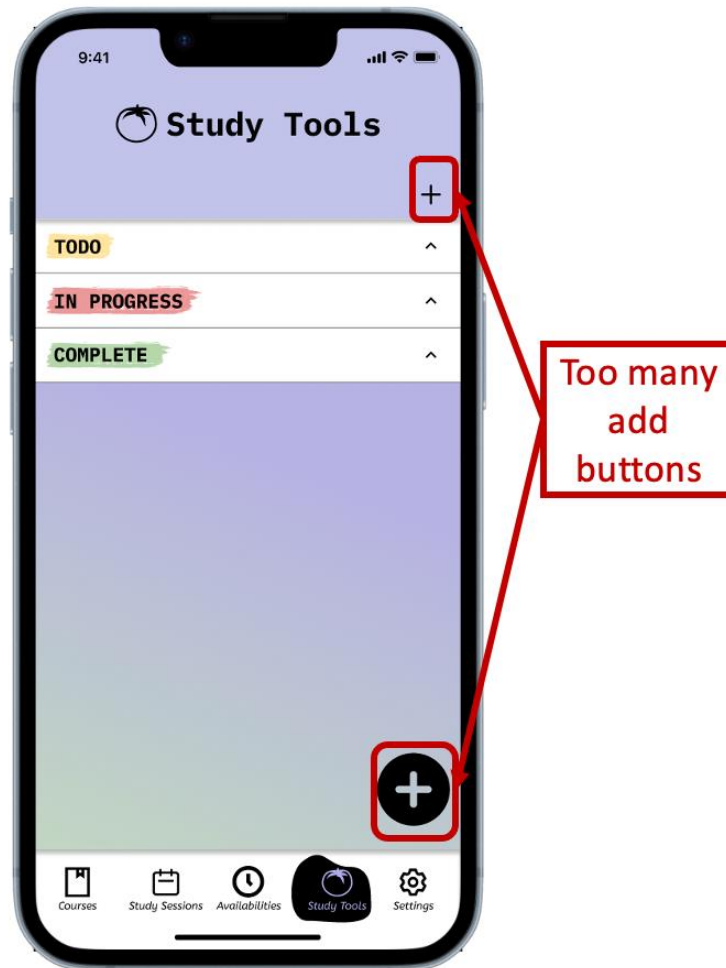 9:41
Study Tools
+
TODO
IN PROGRESS
COMPLETE
Too many
add
buttons
+
Courses
Study Sessions
Availabilities
Study Tools
Settings